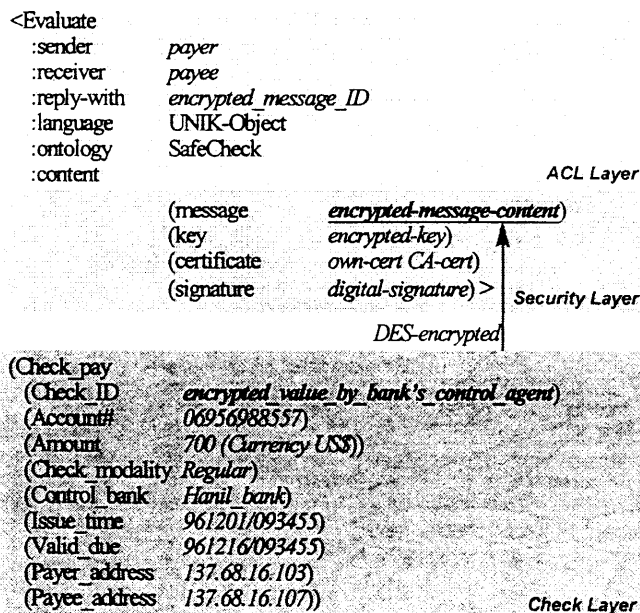 <Evaluate
:sender payer
:receiver payee
:reply-with encrypted_message_ID
:language UNIK-Object
:ontology SafeCheck
:content ACL Layer
(message encrypted-message-content)
(key encrypted-key)
(certificate own-cert CA-cert)
(signature digital-signature) > Security Layer
DES-encrypted
(Check_pay
(Check_ID encrypted_value_by_bank's_control_agent)
(Account# 06956988557)
(Amount 700 (Currency US$))
(Check_modality Regular)
(Control_bank Hanil_bank)
(Issue_time 961201/093455)
(Valid_due 961216/093455)
(Payer_address 137.68.16.103)
(Payee_address 137.68.16.107)) Check Layer